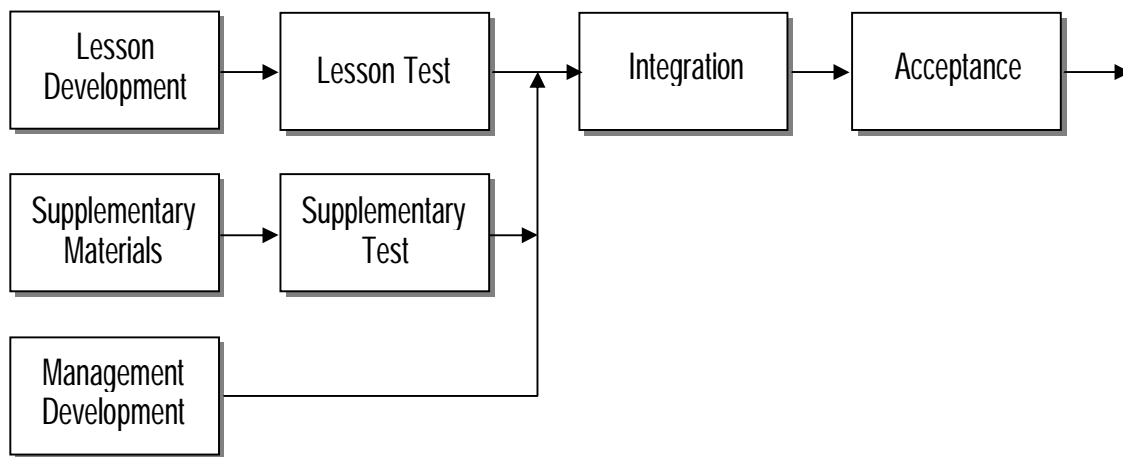 Lesson
Development
Lesson Test
Integration
Acceptance
Supplementary
Materials
Supplementary
Test
Management
Development